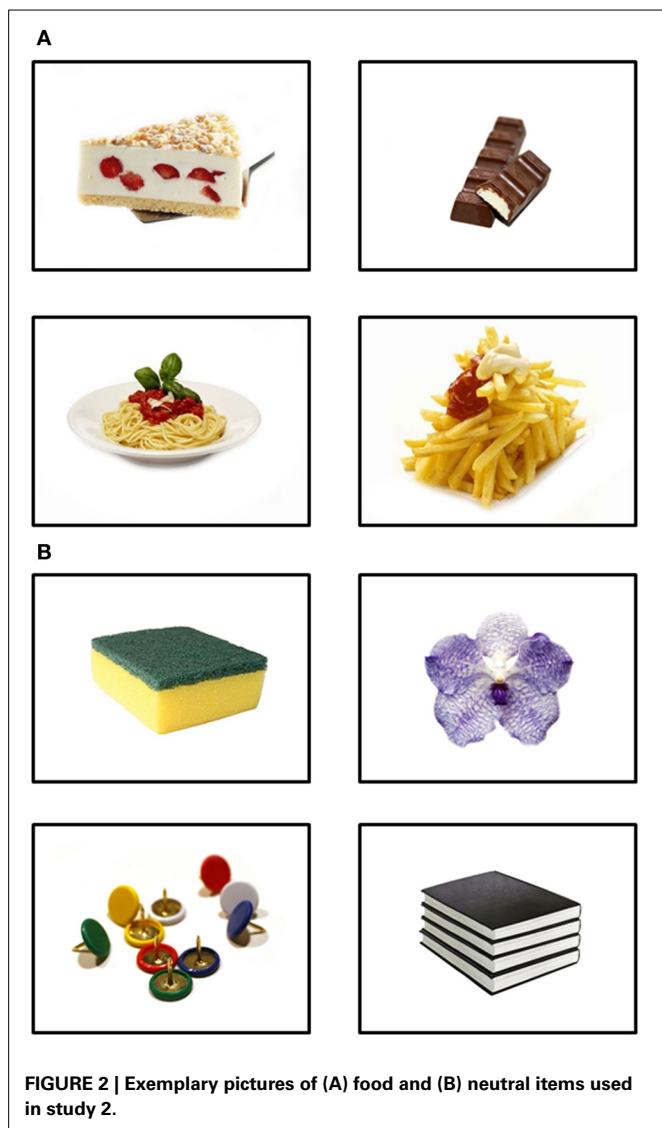 A
B
FIGURE 2 | Exemplary pictures of (A) food and (B) neutral items used
in study 2.